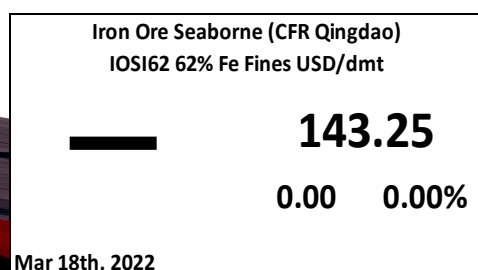 Iron Ore Seaborne (CFR Qingdao)
IOSI62 62% Fe Fines USD/dmt
143.25
0.00 0.00%
Mar 18th, 2022